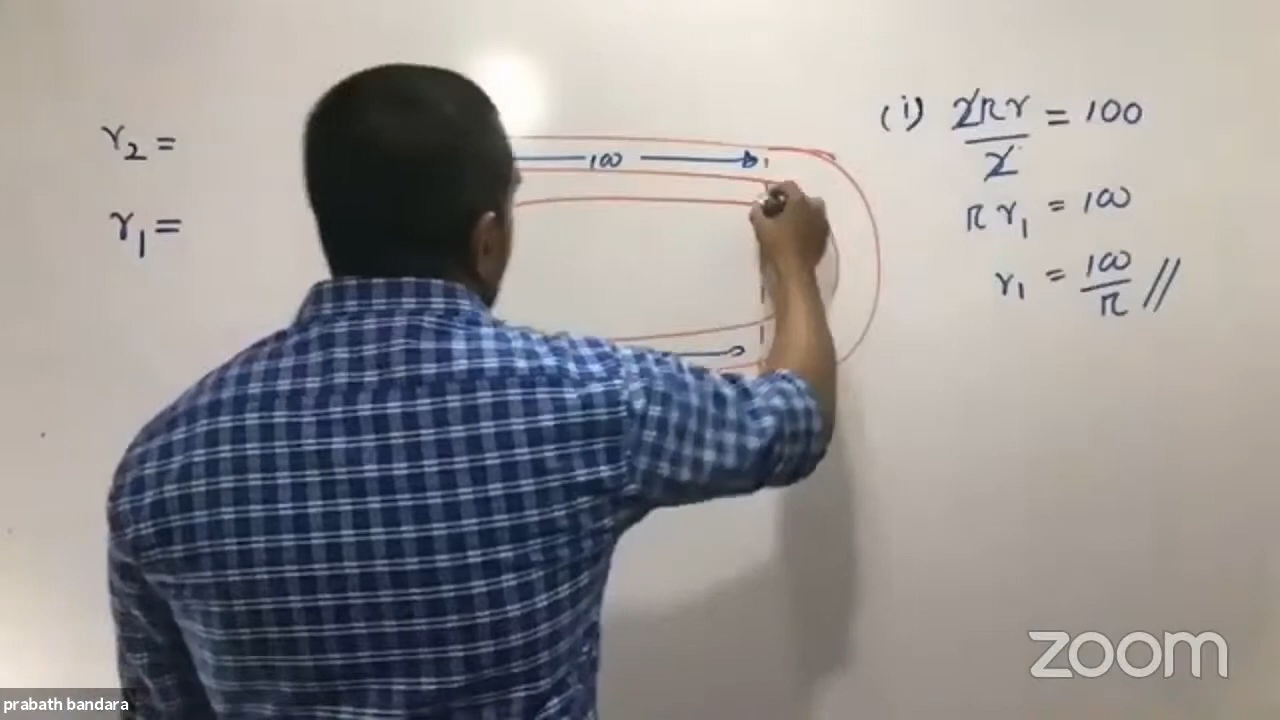 r₂ =
r₁ =
100
(i) 2πr/2 = 100
πr₁ = 100
r₁ = 100/π //
zoom
prabath bandara